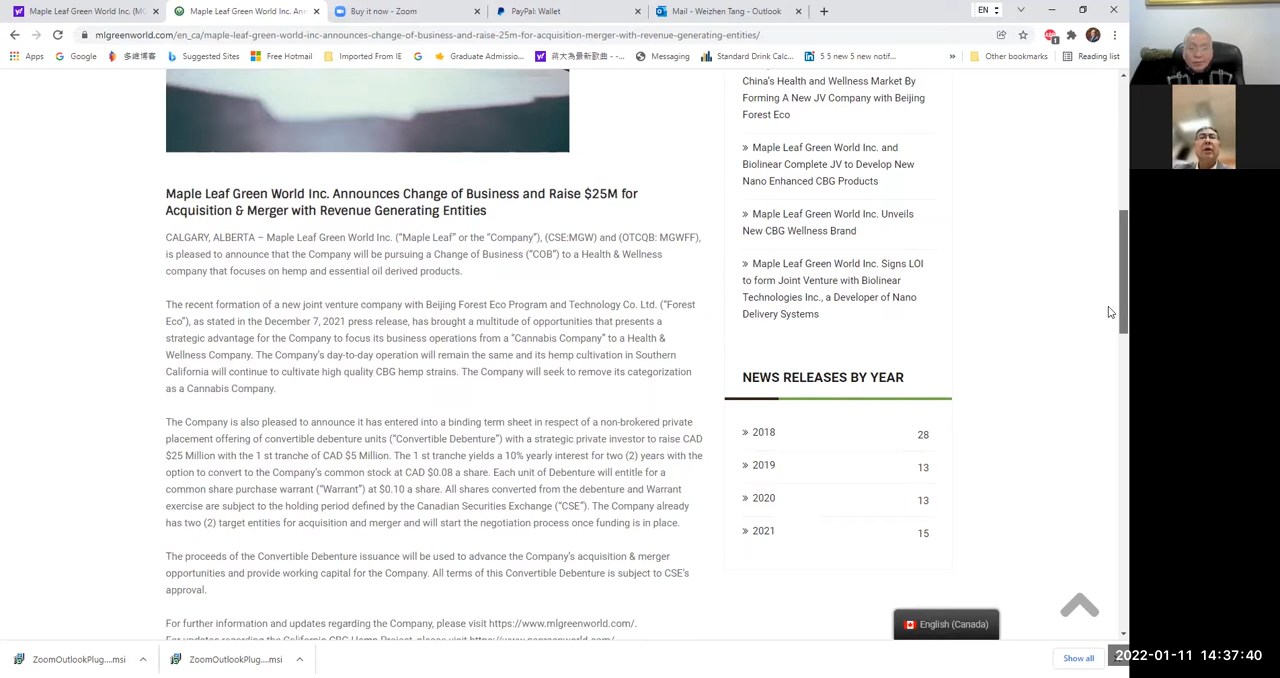 Maple Leaf Green World Inc. (MG
Maple Leaf Green World Inc. An
Buy it now - Zoom
PayPal: Wallet
Mail - Weizhen Tang - Outlook
EN
mlgreenworld.com/en_ca/maple-leaf-green-world-inc-announces-change-of-business-and-raise-25m-for-acquisition-merger-with-revenue-generating-entities/
Apps
Google
多維博客
Suggested Sites
Free Hotmail
Imported From IE
Graduate Admissio...
蔣大為最新歌曲 - -...
Messaging
Standard Drink Calc...
5 5 new 5 new notif...
»
Other bookmarks
Reading list
Maple Leaf Green World Inc. Announces Change of Business and Raise $25M for
Acquisition & Merger with Revenue Generating Entities
CALGARY, ALBERTA – Maple Leaf Green World Inc. (“Maple Leaf” or the “Company”), (CSE:MGW) and (OTCQB: MGWFF),
is pleased to announce that the Company will be pursuing a Change of Business (“COB”) to a Health & Wellness
company that focuses on hemp and essential oil derived products.
The recent formation of a new joint venture company with Beijing Forest Eco Program and Technology Co. Ltd. (“Forest
Eco”), as stated in the December 7, 2021 press release, has brought a multitude of opportunities that presents a
strategic advantage for the Company to focus its business operations from a “Cannabis Company” to a Health &
Wellness Company. The Company’s day-to-day operation will remain the same and its hemp cultivation in Southern
California will continue to cultivate high quality CBG hemp strains. The Company will seek to remove its categorization
as a Cannabis Company.
The Company is also pleased to announce it has entered into a binding term sheet in respect of a non-brokered private
placement offering of convertible debenture units (“Convertible Debenture”) with a strategic private investor to raise CAD
$25 Million with the 1 st tranche of CAD $5 Million. The 1 st tranche yields a 10% yearly interest for two (2) years with the
option to convert to the Company’s common stock at CAD $0.08 a share. Each unit of Debenture will entitle for a
common share purchase warrant (“Warrant”) at $0.10 a share. All shares converted from the debenture and Warrant
exercise are subject to the holding period defined by the Canadian Securities Exchange (“CSE”). The Company already
has two (2) target entities for acquisition and merger and will start the negotiation process once funding is in place.
The proceeds of the Convertible Debenture issuance will be used to advance the Company’s acquisition & merger
opportunities and provide working capital for the Company. All terms of this Convertible Debenture is subject to CSE’s
approval.
For further information and updates regarding the Company, please visit https://www.mlgreenworld.com/.
China’s Health and Wellness Market By
Forming A New JV Company with Beijing
Forest Eco
» Maple Leaf Green World Inc. and
Biolinear Complete JV to Develop New
Nano Enhanced CBG Products
» Maple Leaf Green World Inc. Unveils
New CBG Wellness Brand
» Maple Leaf Green World Inc. Signs LOI
to form Joint Venture with Biolinear
Technologies Inc., a Developer of Nano
Delivery Systems
NEWS RELEASES BY YEAR
» 2018 28
» 2019 13
» 2020 13
» 2021 15
English (Canada)
ZoomOutlookPlug....msi
ZoomOutlookPlug....msi
Show all
2022-01-11 14:37:40